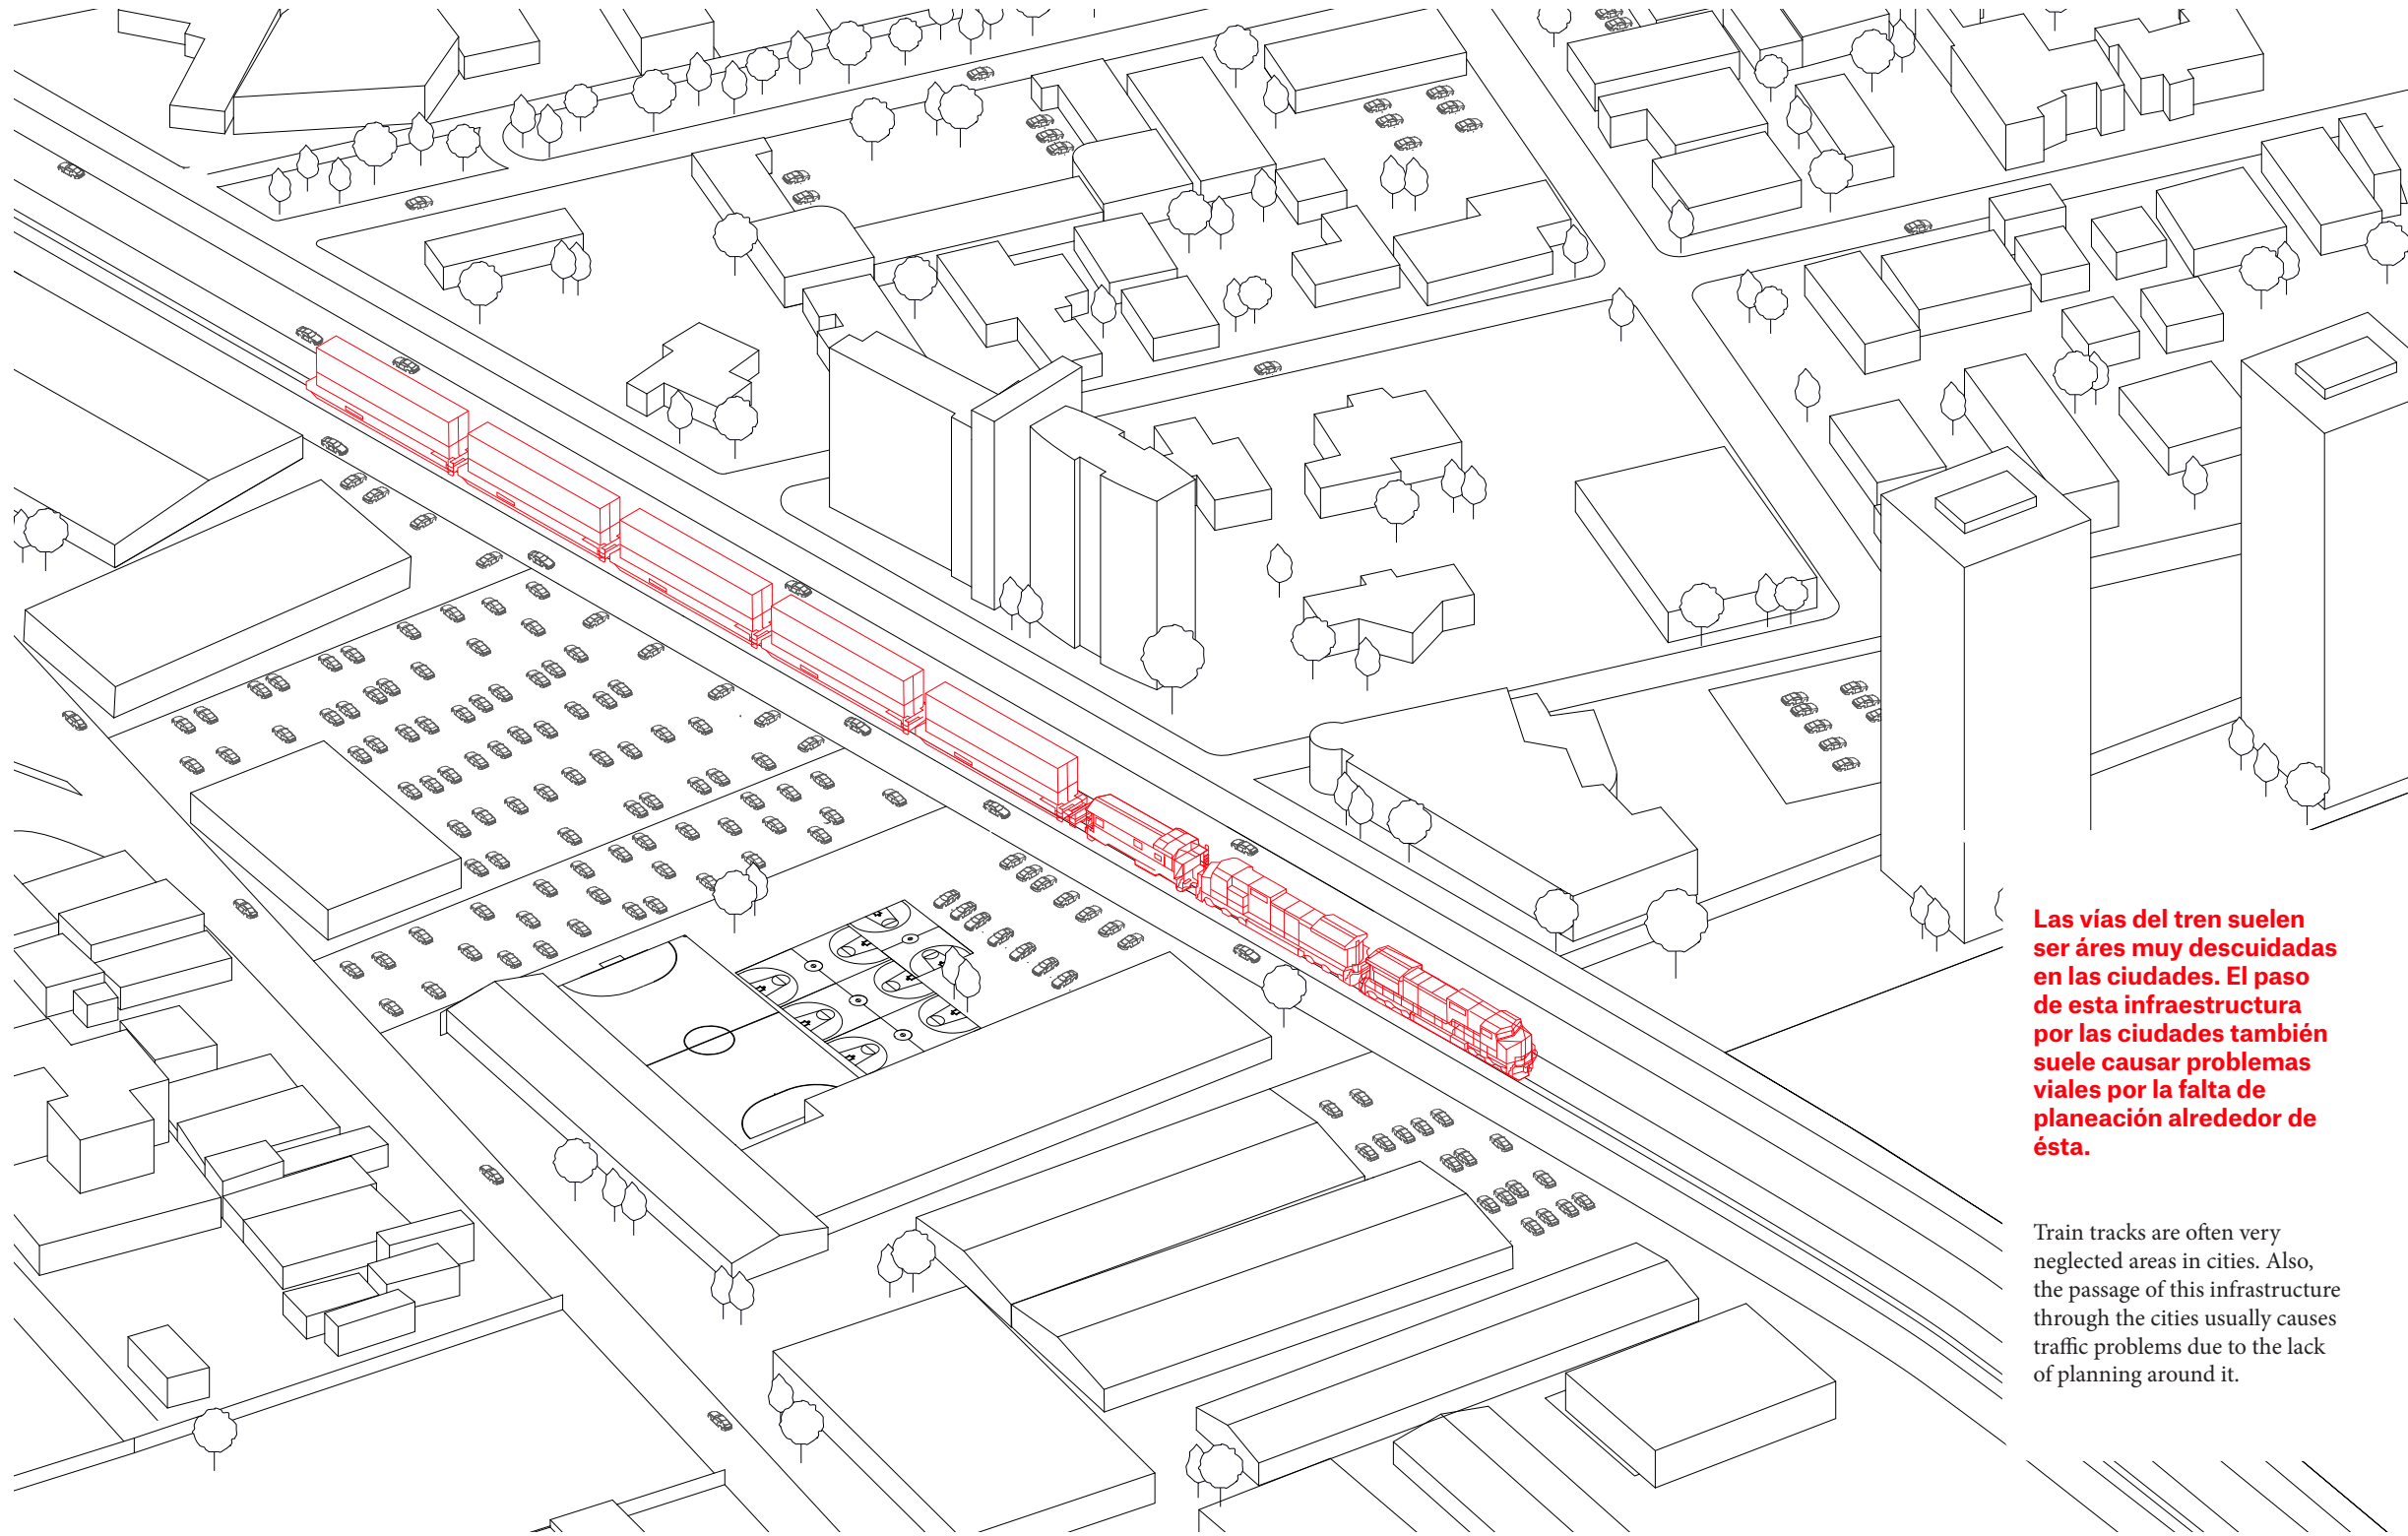 Las vías del tren suelen
ser áres muy descuidadas
en las ciudades. El paso
de esta infraestructura
por las ciudades también
suele causar problemas
viales por la falta de
planeación alrededor de
ésta.
Train tracks are often very
neglected areas in cities. Also,
the passage of this infrastructure
through the cities usually causes
traffic problems due to the lack
of planning around it.